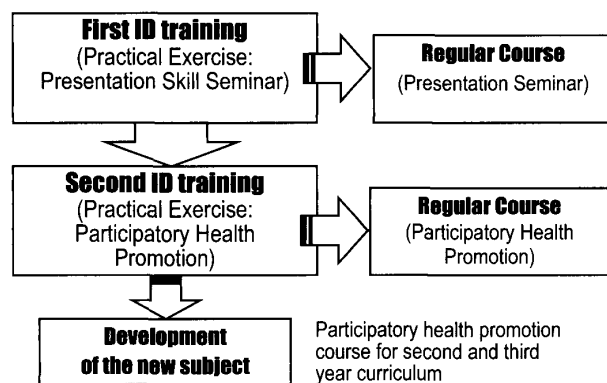 First ID training
(Practical Exercise:
Presentation Skill Seminar)
Regular Course
(Presentation Seminar)
Second ID training
(Practical Exercise:
Participatory Health
Promotion)
Regular Course
(Participatory Health
Promotion)
Development
of the new subject
Participatory health promotion
course for second and third
year curriculum